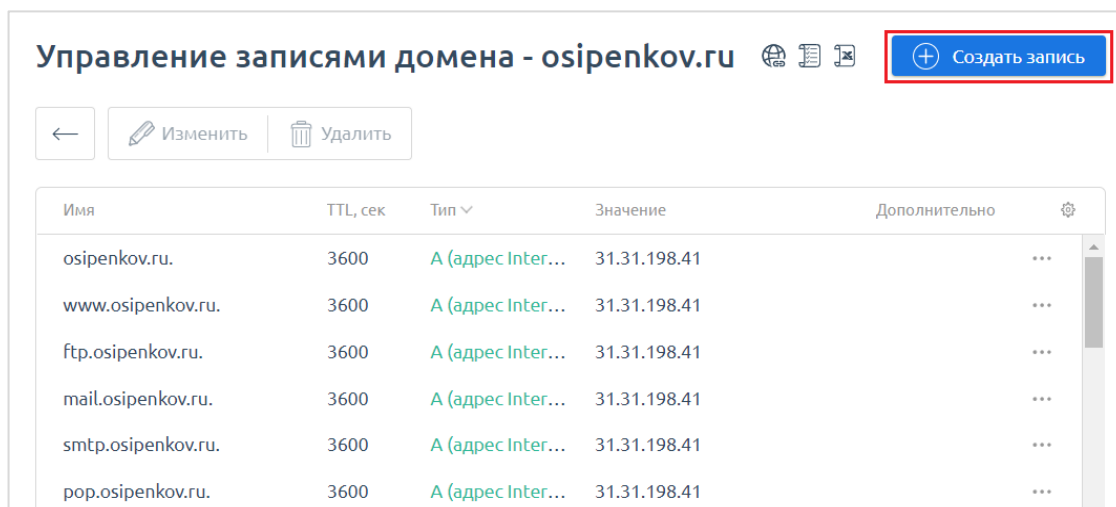 Управление записями домена - osipenkov.ru Создать запись
Изменить Удалить
Имя TTL, сек Тип Значение Дополнительно
osipenkov.ru. 3600 A (адрес Inter... 31.31.198.41
www.osipenkov.ru. 3600 A (адрес Inter... 31.31.198.41
ftp.osipenkov.ru. 3600 A (адрес Inter... 31.31.198.41
mail.osipenkov.ru. 3600 A (адрес Inter... 31.31.198.41
smtp.osipenkov.ru. 3600 A (адрес Inter... 31.31.198.41
pop.osipenkov.ru. 3600 A (адрес Inter... 31.31.198.41